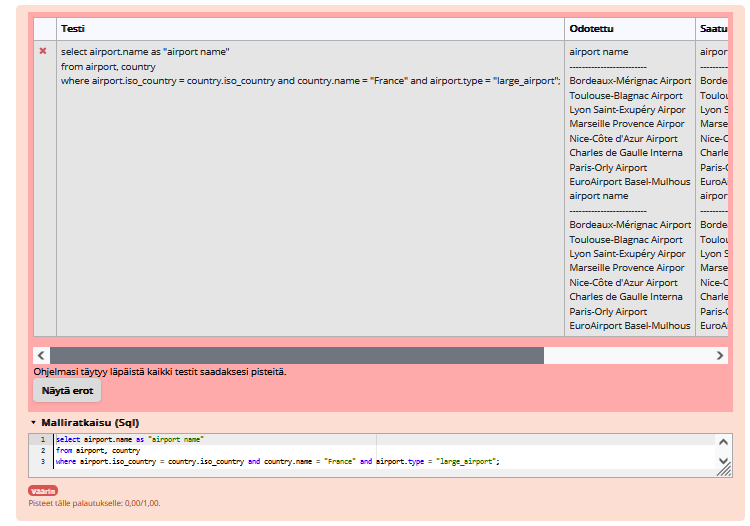 Testi Odotettu Saatu
select airport.name as "airport name"
from airport, country
where airport.iso_country = country.iso_country and country.name = "France" and airport.type = "large_airport";
airport name airpor
------------------------- ---------
Bordeaux-Mérignac Airport Borde
Toulouse-Blagnac Airport Toulou
Lyon Saint-Exupéry Airpor Lyon S
Marseille Provence Airpor Marse
Nice-Côte d'Azur Airport Nice-C
Charles de Gaulle Interna Charle
Paris-Orly Airport Paris-O
EuroAirport Basel-Mulhous EuroA
airport name airpor
------------------------- ---------
Bordeaux-Mérignac Airport Borde
Toulouse-Blagnac Airport Toulou
Lyon Saint-Exupéry Airpor Lyon S
Marseille Provence Airpor Marse
Nice-Côte d'Azur Airport Nice-C
Charles de Gaulle Interna Charle
Paris-Orly Airport Paris-O
EuroAirport Basel-Mulhous EuroA
Ohjelmasi täytyy läpäistä kaikki testit saadaksesi pisteitä.
Näytä erot
Malliratkaisu (Sql)
1 select airport.name as "airport name"
2 from airport, country
3 where airport.iso_country = country.iso_country and country.name = "France" and airport.type = "large_airport";
Väärin
Pisteet tälle palautukselle: 0,00/1,00.